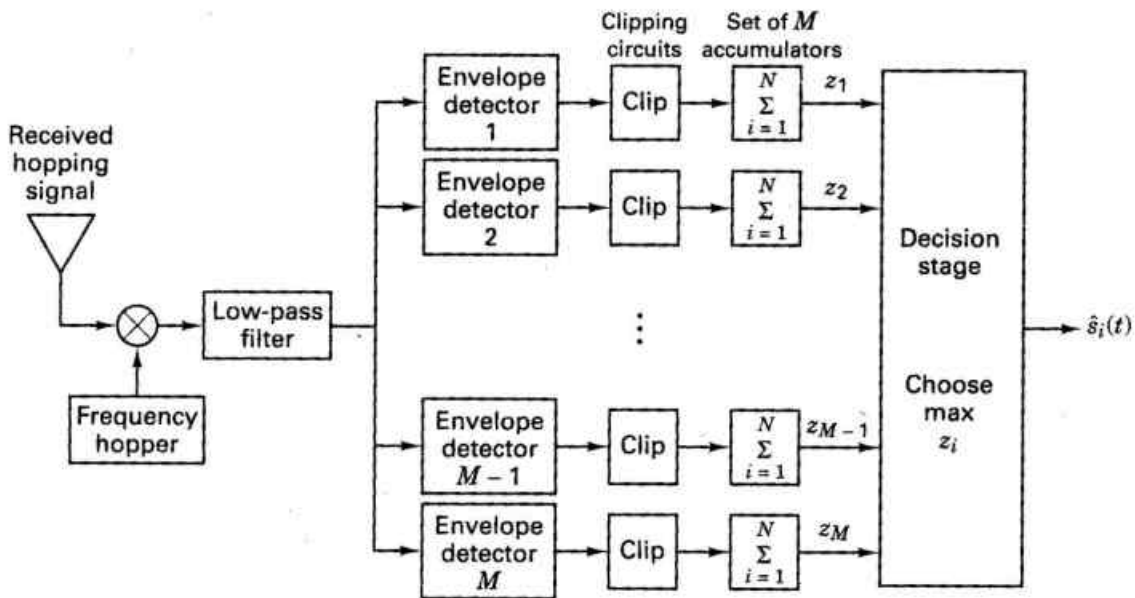 Clipping
circuits
Set of M
accumulators
Received
hopping
signal
Low-pass
filter
Frequency
hopper
Envelope
detector
1
Clip
N
Σ
i = 1
z1
Envelope
detector
2
Clip
N
Σ
i = 1
z2
Envelope
detector
M − 1
Clip
N
Σ
i = 1
zM−1
Envelope
detector
M
Clip
N
Σ
i = 1
zM
Decision
stage
Choose
max
zi
ŝi(t)